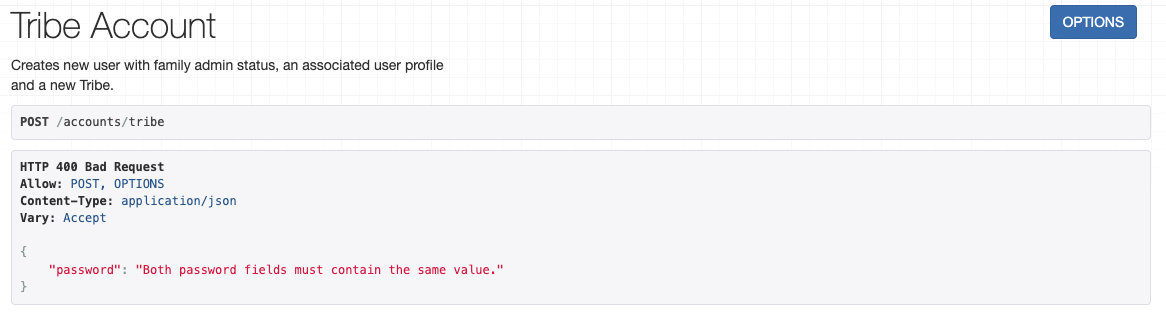 Tribe Account
OPTIONS
Creates new user with family admin status, an associated user profile
and a new Tribe.
POST /accounts/tribe
HTTP 400 Bad Request
Allow: POST, OPTIONS
Content-Type: application/json
Vary: Accept
{
"password": "Both password fields must contain the same value."
}